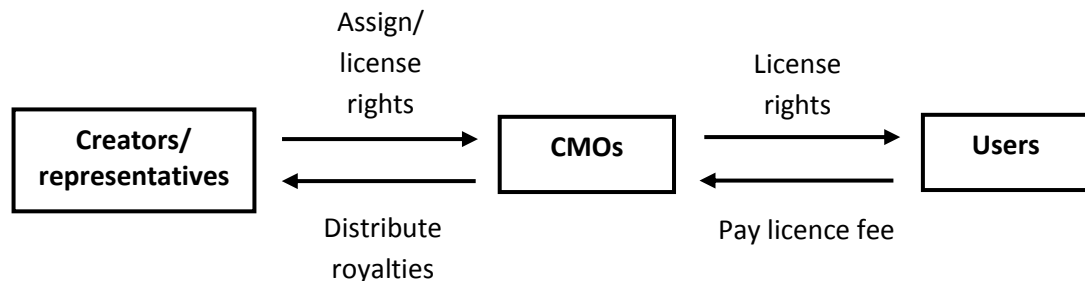 Assign/
license
rights
License
rights
Creators/
representatives
CMOs
Users
Distribute
royalties
Pay licence fee